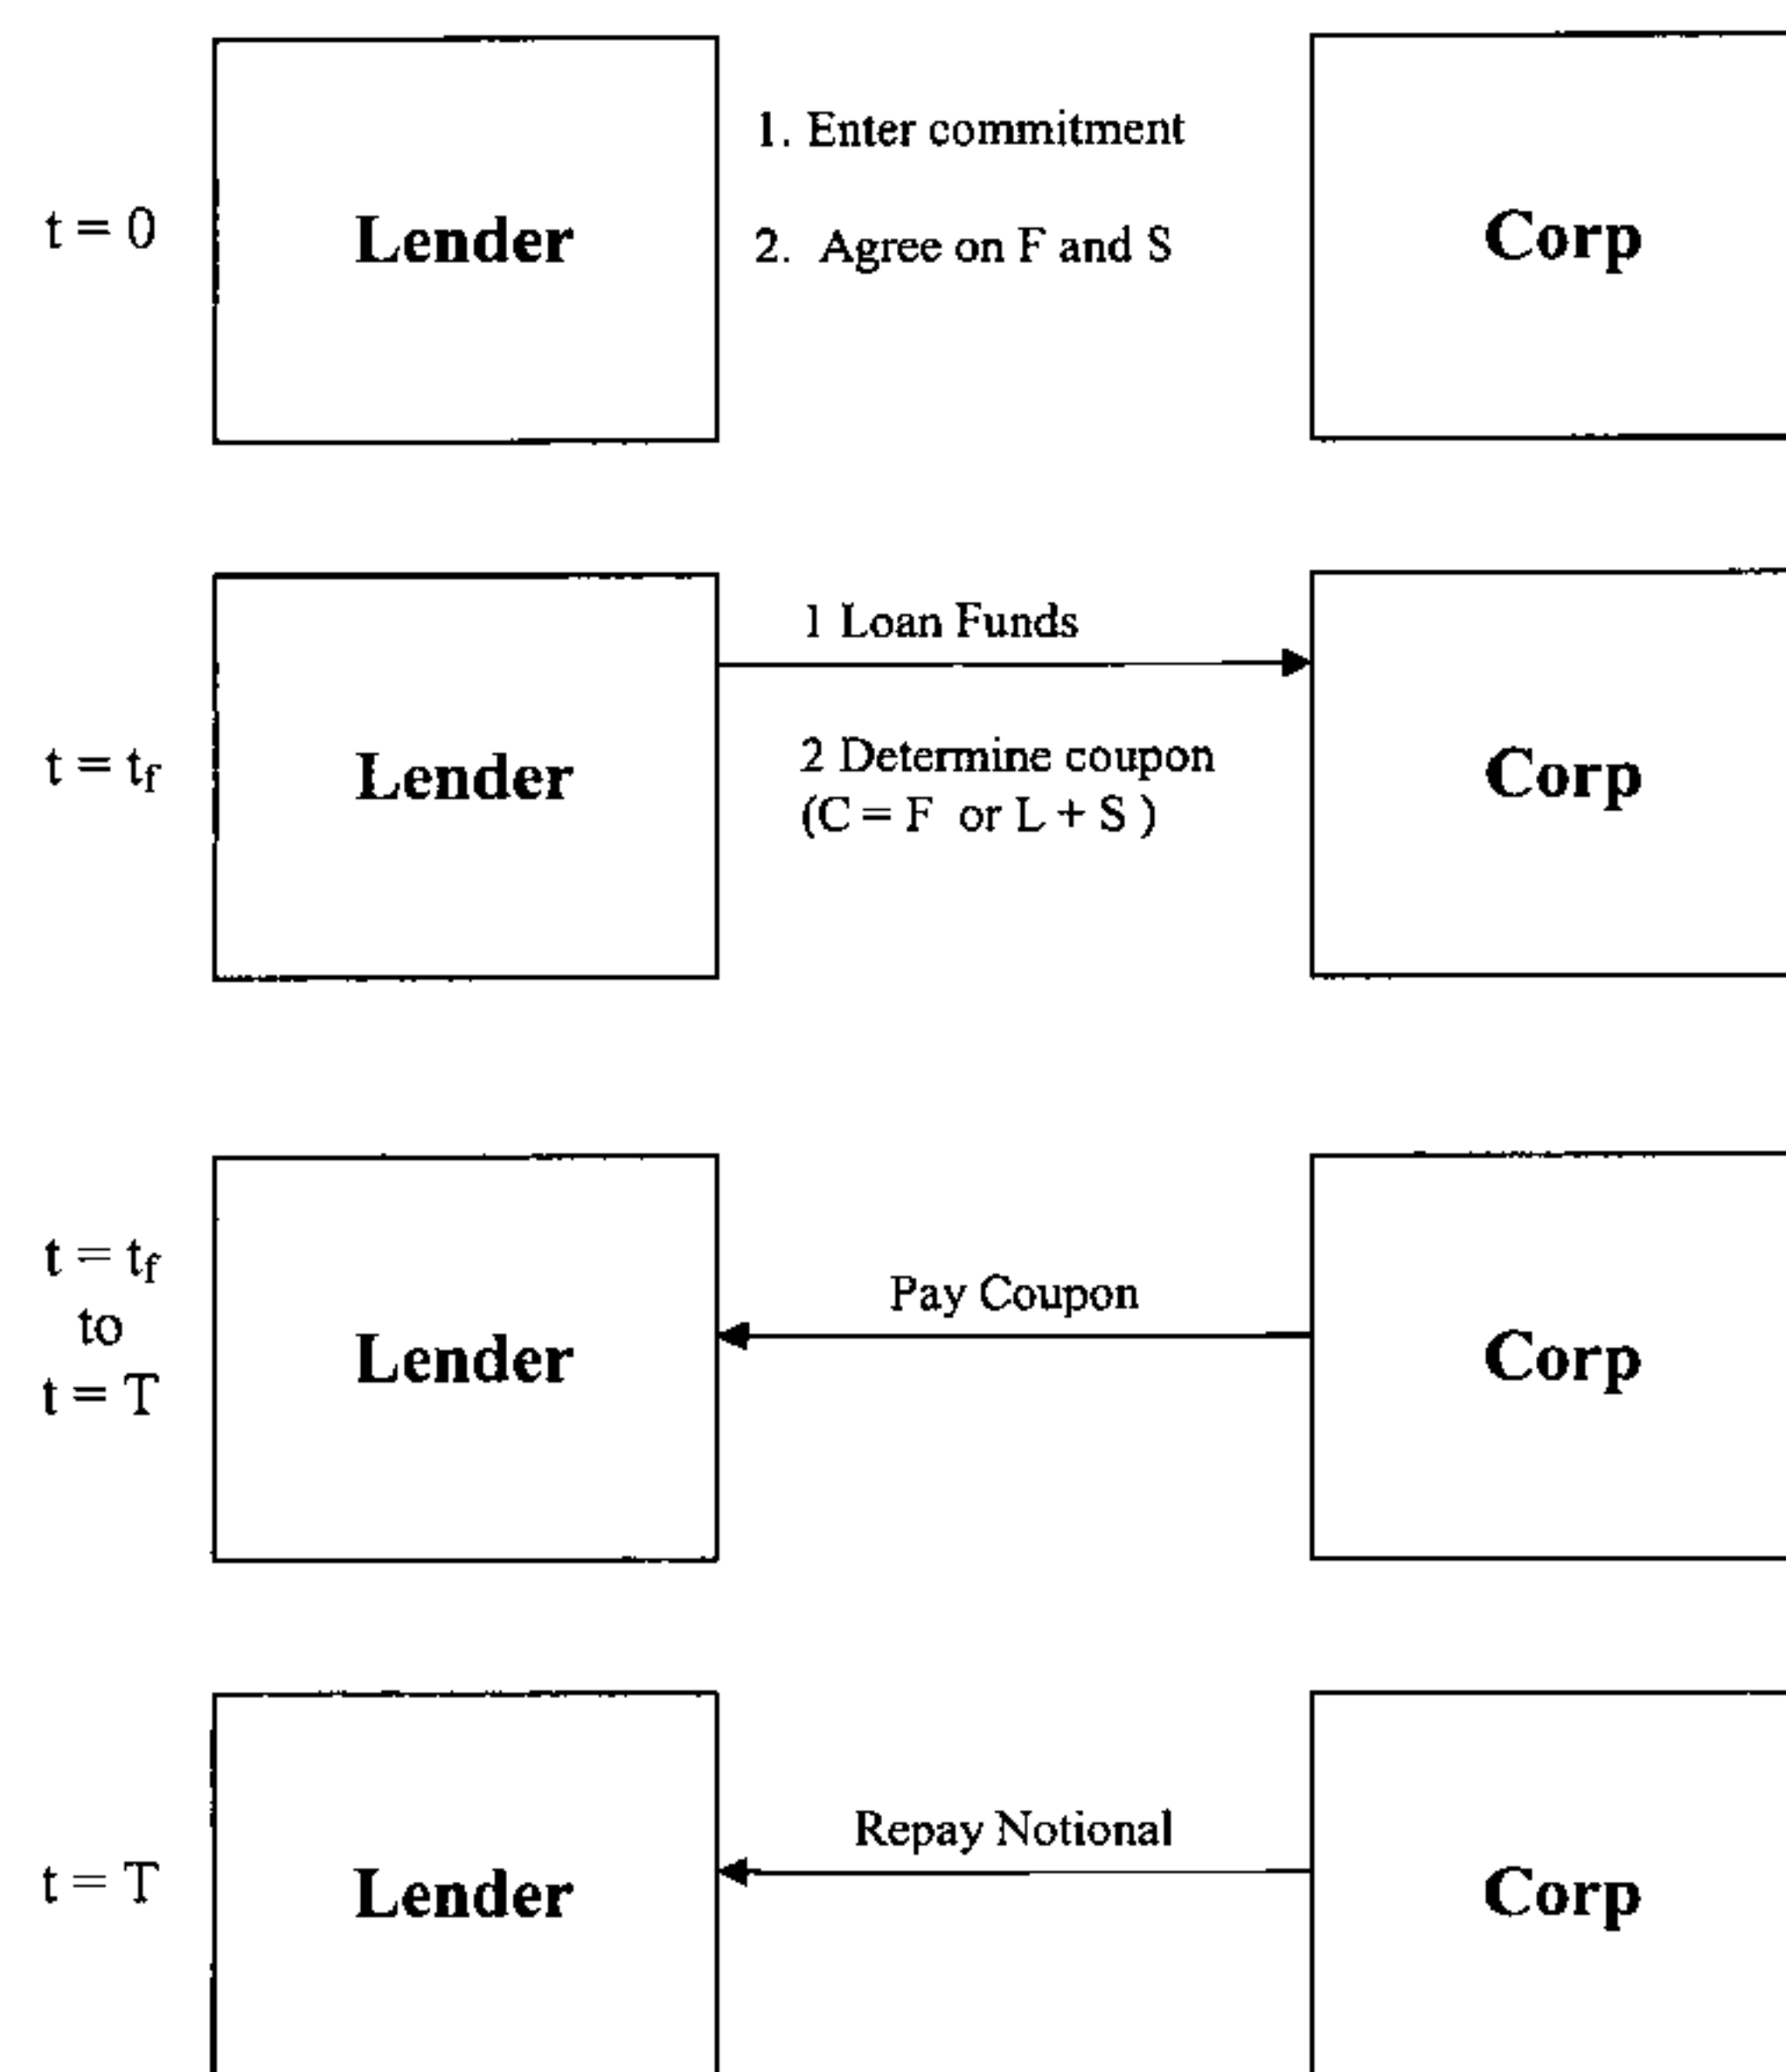 1. Enter commitment
t = 0
Lender
2. Agree on F and S
Corp
1 Loan Funds
t = tf
Lender
2 Determine coupon
(C = F or L + S )
Corp
t = tf
to
t = T
Lender
Pay Coupon
Corp
t = T
Lender
Repay Notional
Corp